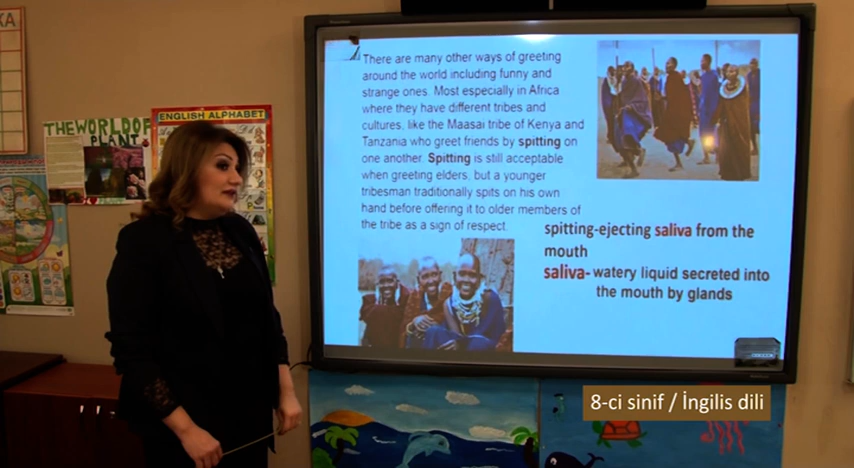 KA
THE WORLD OF
PLANT
ENGLISH ALPHABET
There are many other ways of greeting
around the world including funny and
strange ones. Most especially in Africa
where they have different tribes and
cultures, like the Maasai tribe of Kenya and
Tanzania who greet friends by spitting on
one another. Spitting is still acceptable
when greeting elders, but a younger
tribesman traditionally spits on his own
hand before offering it to older members of
the tribe as a sign of respect.
spitting-ejecting saliva from the
mouth
saliva- watery liquid secreted into
the mouth by glands
8-ci sinif / İngilis dili